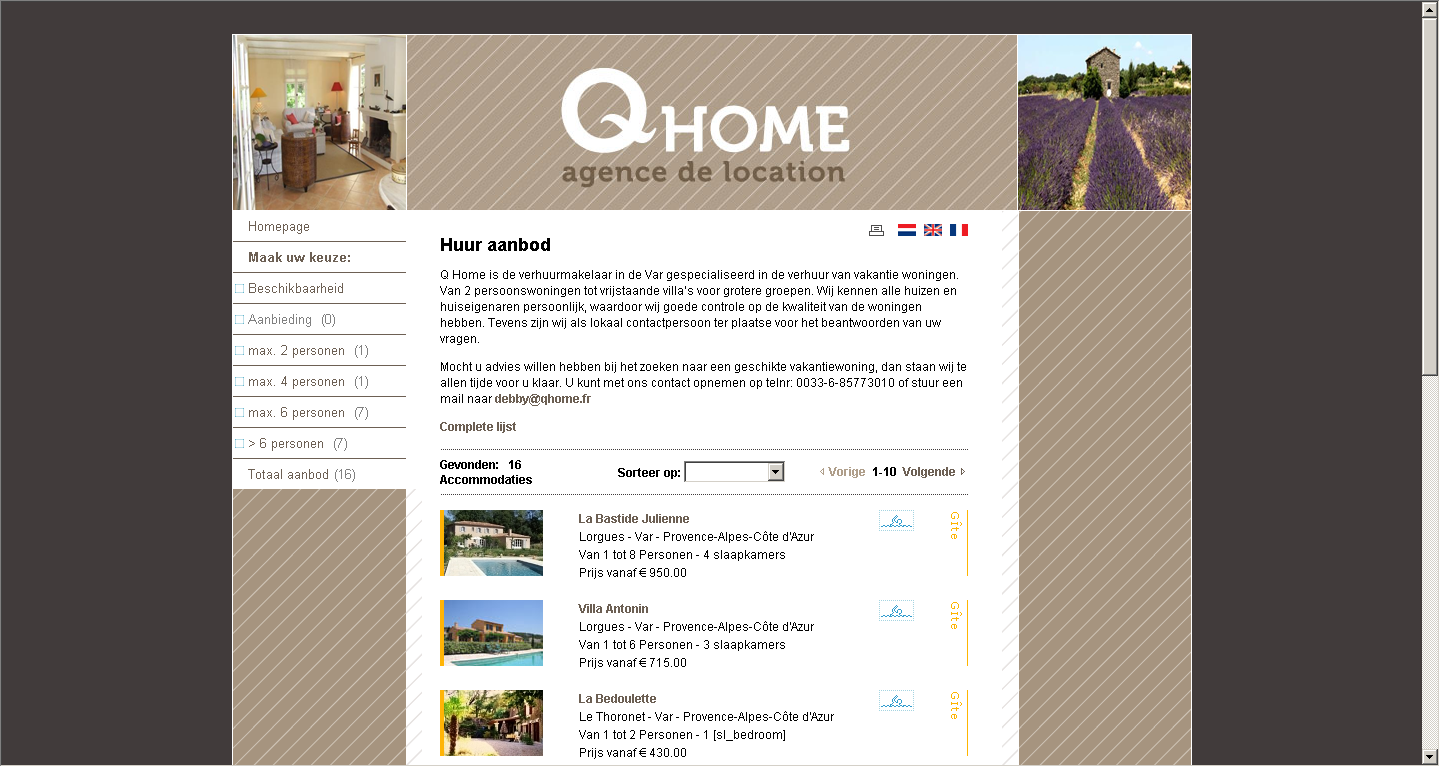 Q HOME
agence de location
Homepage
Maak uw keuze:
Beschikbaarheid
Aanbieding (0)
max. 2 personen (1)
max. 4 personen (1)
max. 6 personen (7)
> 6 personen (7)
Totaal aanbod (16)
Huur aanbod
Q Home is de verhuurmakelaar in de Var gespecialiseerd in de verhuur van vakantie woningen.
Van 2 persoonswoningen tot vrijstaande villa's voor grotere groepen. Wij kennen alle huizen en
huiseigenaren persoonlijk, waardoor wij goede controle op de kwaliteit van de woningen
hebben. Tevens zijn wij als lokaal contactpersoon ter plaatse voor het beantwoorden van uw
vragen.
Mocht u advies willen hebben bij het zoeken naar een geschikte vakantiewoning, dan staan wij te
allen tijde voor u klaar. U kunt met ons contact opnemen op telnr: 0033-6-85773010 of stuur een
mail naar debby@qhome.fr
Complete lijst
Gevonden: 16
Accommodaties
Sorteer op:
Vorige 1-10 Volgende
La Bastide Julienne
Lorgues - Var - Provence-Alpes-Côte d'Azur
Van 1 tot 8 Personen - 4 slaapkamers
Prijs vanaf € 950.00
Gîte
Villa Antonin
Lorgues - Var - Provence-Alpes-Côte d'Azur
Van 1 tot 6 Personen - 3 slaapkamers
Prijs vanaf € 715.00
Gîte
La Bedoulette
Le Thoronet - Var - Provence-Alpes-Côte d'Azur
Van 1 tot 2 Personen - 1 [sl_bedroom]
Prijs vanaf € 430.00
Gîte